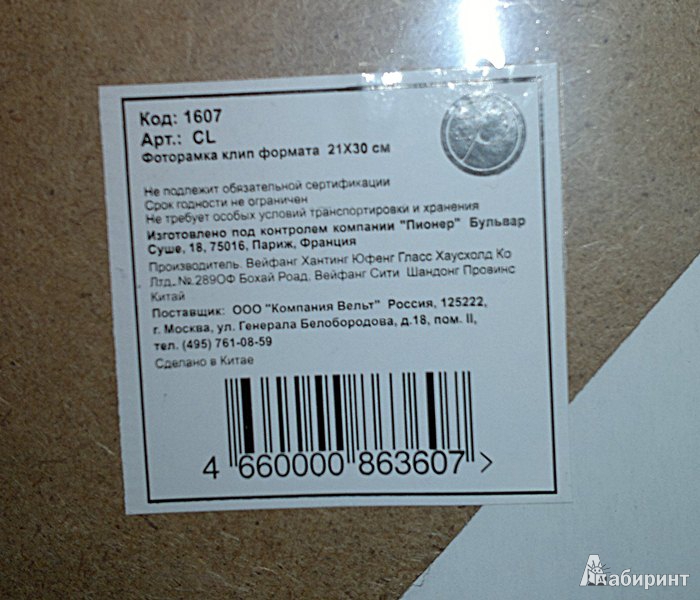 Код: 1607
Арт.: CL
Фоторамка клип формата 21X30 см
Не подлежит обязательной сертификации
Срок годности не ограничен
Не требует особых условий транспортировки и хранения
Изготовлено под контролем компании "Пионер" Бульвар
Суше, 18, 75016, Париж, Франция
Производитель. Вейфанг Хантинг Юфенг Гласс Хаусхолд Ко
Лтд. №289ОФ Бохай Роад, Вейфанг Сити Шандонг Провинс
Китай
Поставщик: ООО "Компания Вельт" Россия, 125222,
г. Москва, ул. Генерала Белобородова, д.18, пом. II,
тел. (495) 761-08-59
Сделано в Китае
4 660000 863607 >
Лабиринт